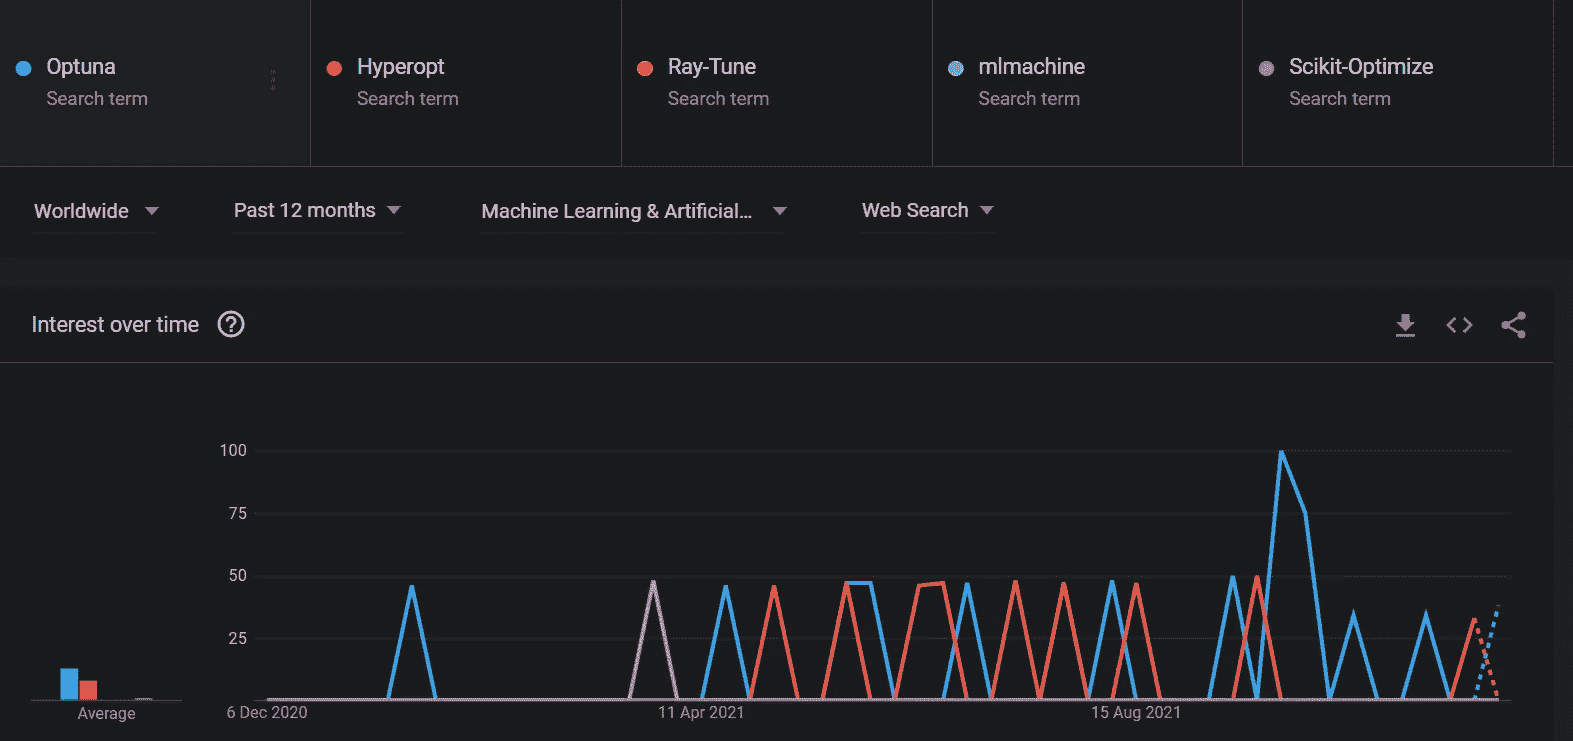 Optuna
Search term
Hyperopt
Search term
Ray-Tune
Search term
mlmachine
Search term
Scikit-Optimize
Search term
Worldwide
Past 12 months
Machine Learning & Artificial...
Web Search
Interest over time
100
75
50
25
Average
6 Dec 2020
11 Apr 2021
15 Aug 2021